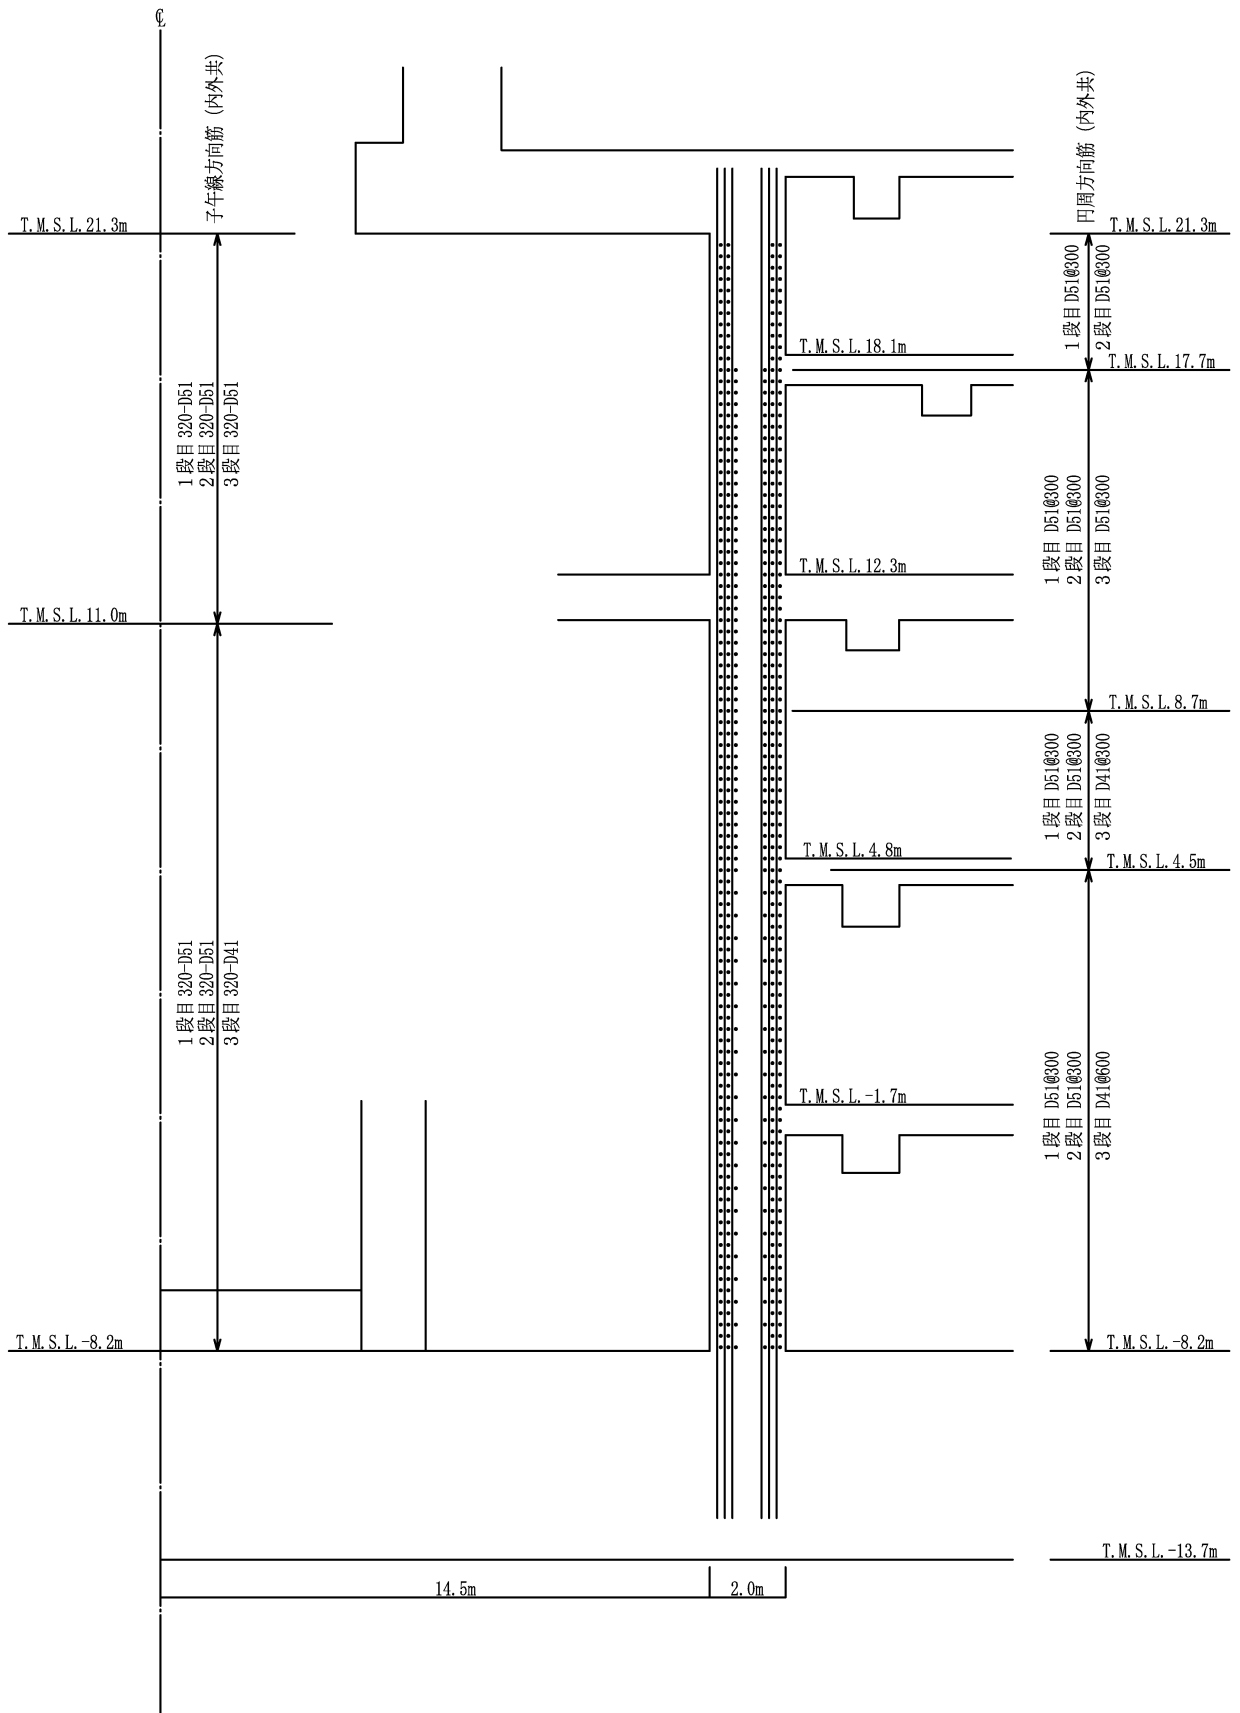 ℄
子午線方向筋 (内外共)
円周方向筋 (内外共)
T.M.S.L.21.3m
T.M.S.L.21.3m
1段目 D51@300
2段目 D51@300
T.M.S.L.18.1m
T.M.S.L.17.7m
1段目 320-D51
2段目 320-D51
3段目 320-D51
1段目 D51@300
2段目 D51@300
3段目 D51@300
T.M.S.L.12.3m
T.M.S.L.11.0m
T.M.S.L.8.7m
1段目 D51@300
2段目 D51@300
3段目 D41@300
T.M.S.L.4.8m
T.M.S.L.4.5m
1段目 320-D51
2段目 320-D51
3段目 320-D41
1段目 D51@300
2段目 D51@300
3段目 D41@600
T.M.S.L.-1.7m
T.M.S.L.-8.2m
T.M.S.L.-8.2m
T.M.S.L.-13.7m
14.5m
2.0m